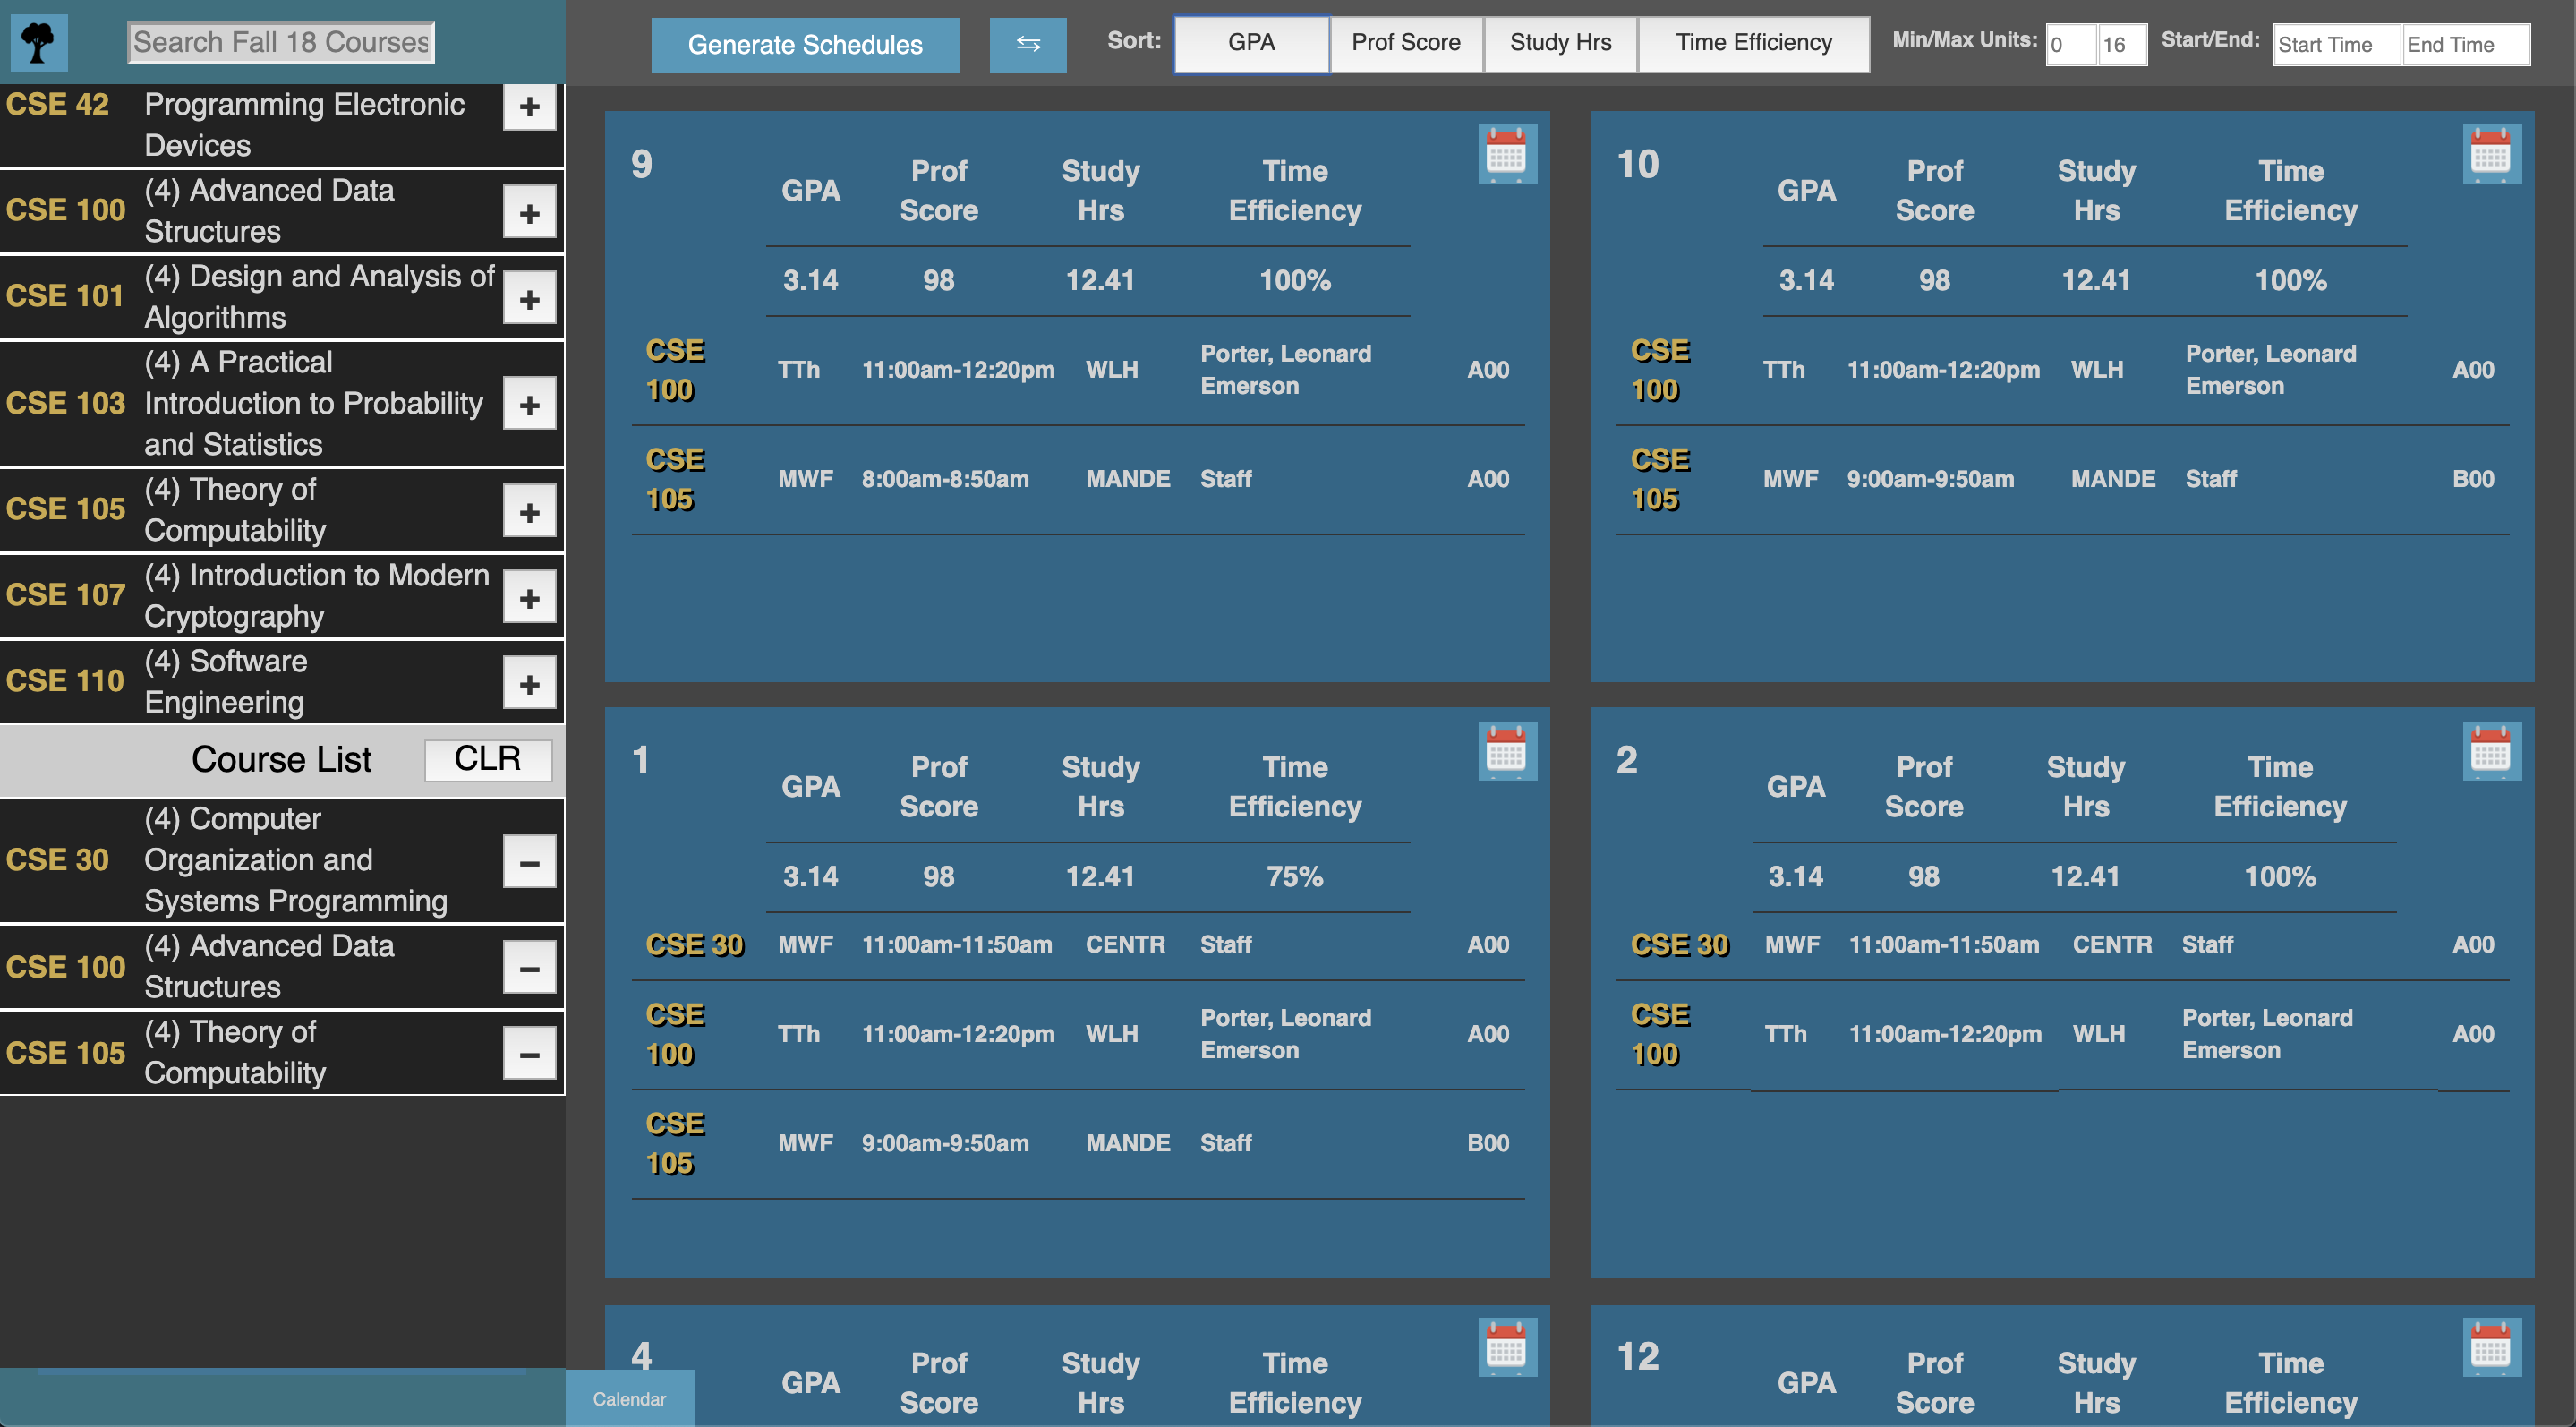 Search Fall 18 Courses
Generate Schedules ⇆ Sort: GPA Prof Score Study Hrs Time Efficiency Min/Max Units: 0 16 Start/End: Start Time End Time
CSE 42 Programming Electronic
Devices +
CSE 100 (4) Advanced Data
Structures +
CSE 101 (4) Design and Analysis of
Algorithms +
CSE 103 (4) A Practical
Introduction to Probability
and Statistics +
CSE 105 (4) Theory of
Computability +
CSE 107 (4) Introduction to Modern
Cryptography +
CSE 110 (4) Software
Engineering +
Course List CLR
CSE 30 (4) Computer
Organization and
Systems Programming −
CSE 100 (4) Advanced Data
Structures −
CSE 105 (4) Theory of
Computability −
9
GPA Prof Score Study Hrs Time Efficiency
3.14 98 12.41 100%
CSE 100 TTh 11:00am-12:20pm WLH Porter, Leonard Emerson A00
CSE 105 MWF 8:00am-8:50am MANDE Staff A00
10
GPA Prof Score Study Hrs Time Efficiency
3.14 98 12.41 100%
CSE 100 TTh 11:00am-12:20pm WLH Porter, Leonard Emerson A00
CSE 105 MWF 9:00am-9:50am MANDE Staff B00
1
GPA Prof Score Study Hrs Time Efficiency
3.14 98 12.41 75%
CSE 30 MWF 11:00am-11:50am CENTR Staff A00
CSE 100 TTh 11:00am-12:20pm WLH Porter, Leonard Emerson A00
CSE 105 MWF 9:00am-9:50am MANDE Staff B00
2
GPA Prof Score Study Hrs Time Efficiency
3.14 98 12.41 100%
CSE 30 MWF 11:00am-11:50am CENTR Staff A00
CSE 100 TTh 11:00am-12:20pm WLH Porter, Leonard Emerson A00
4
GPA Prof Score Study Hrs Time Efficiency
12
GPA Prof Score Study Hrs Time Efficiency
Calendar